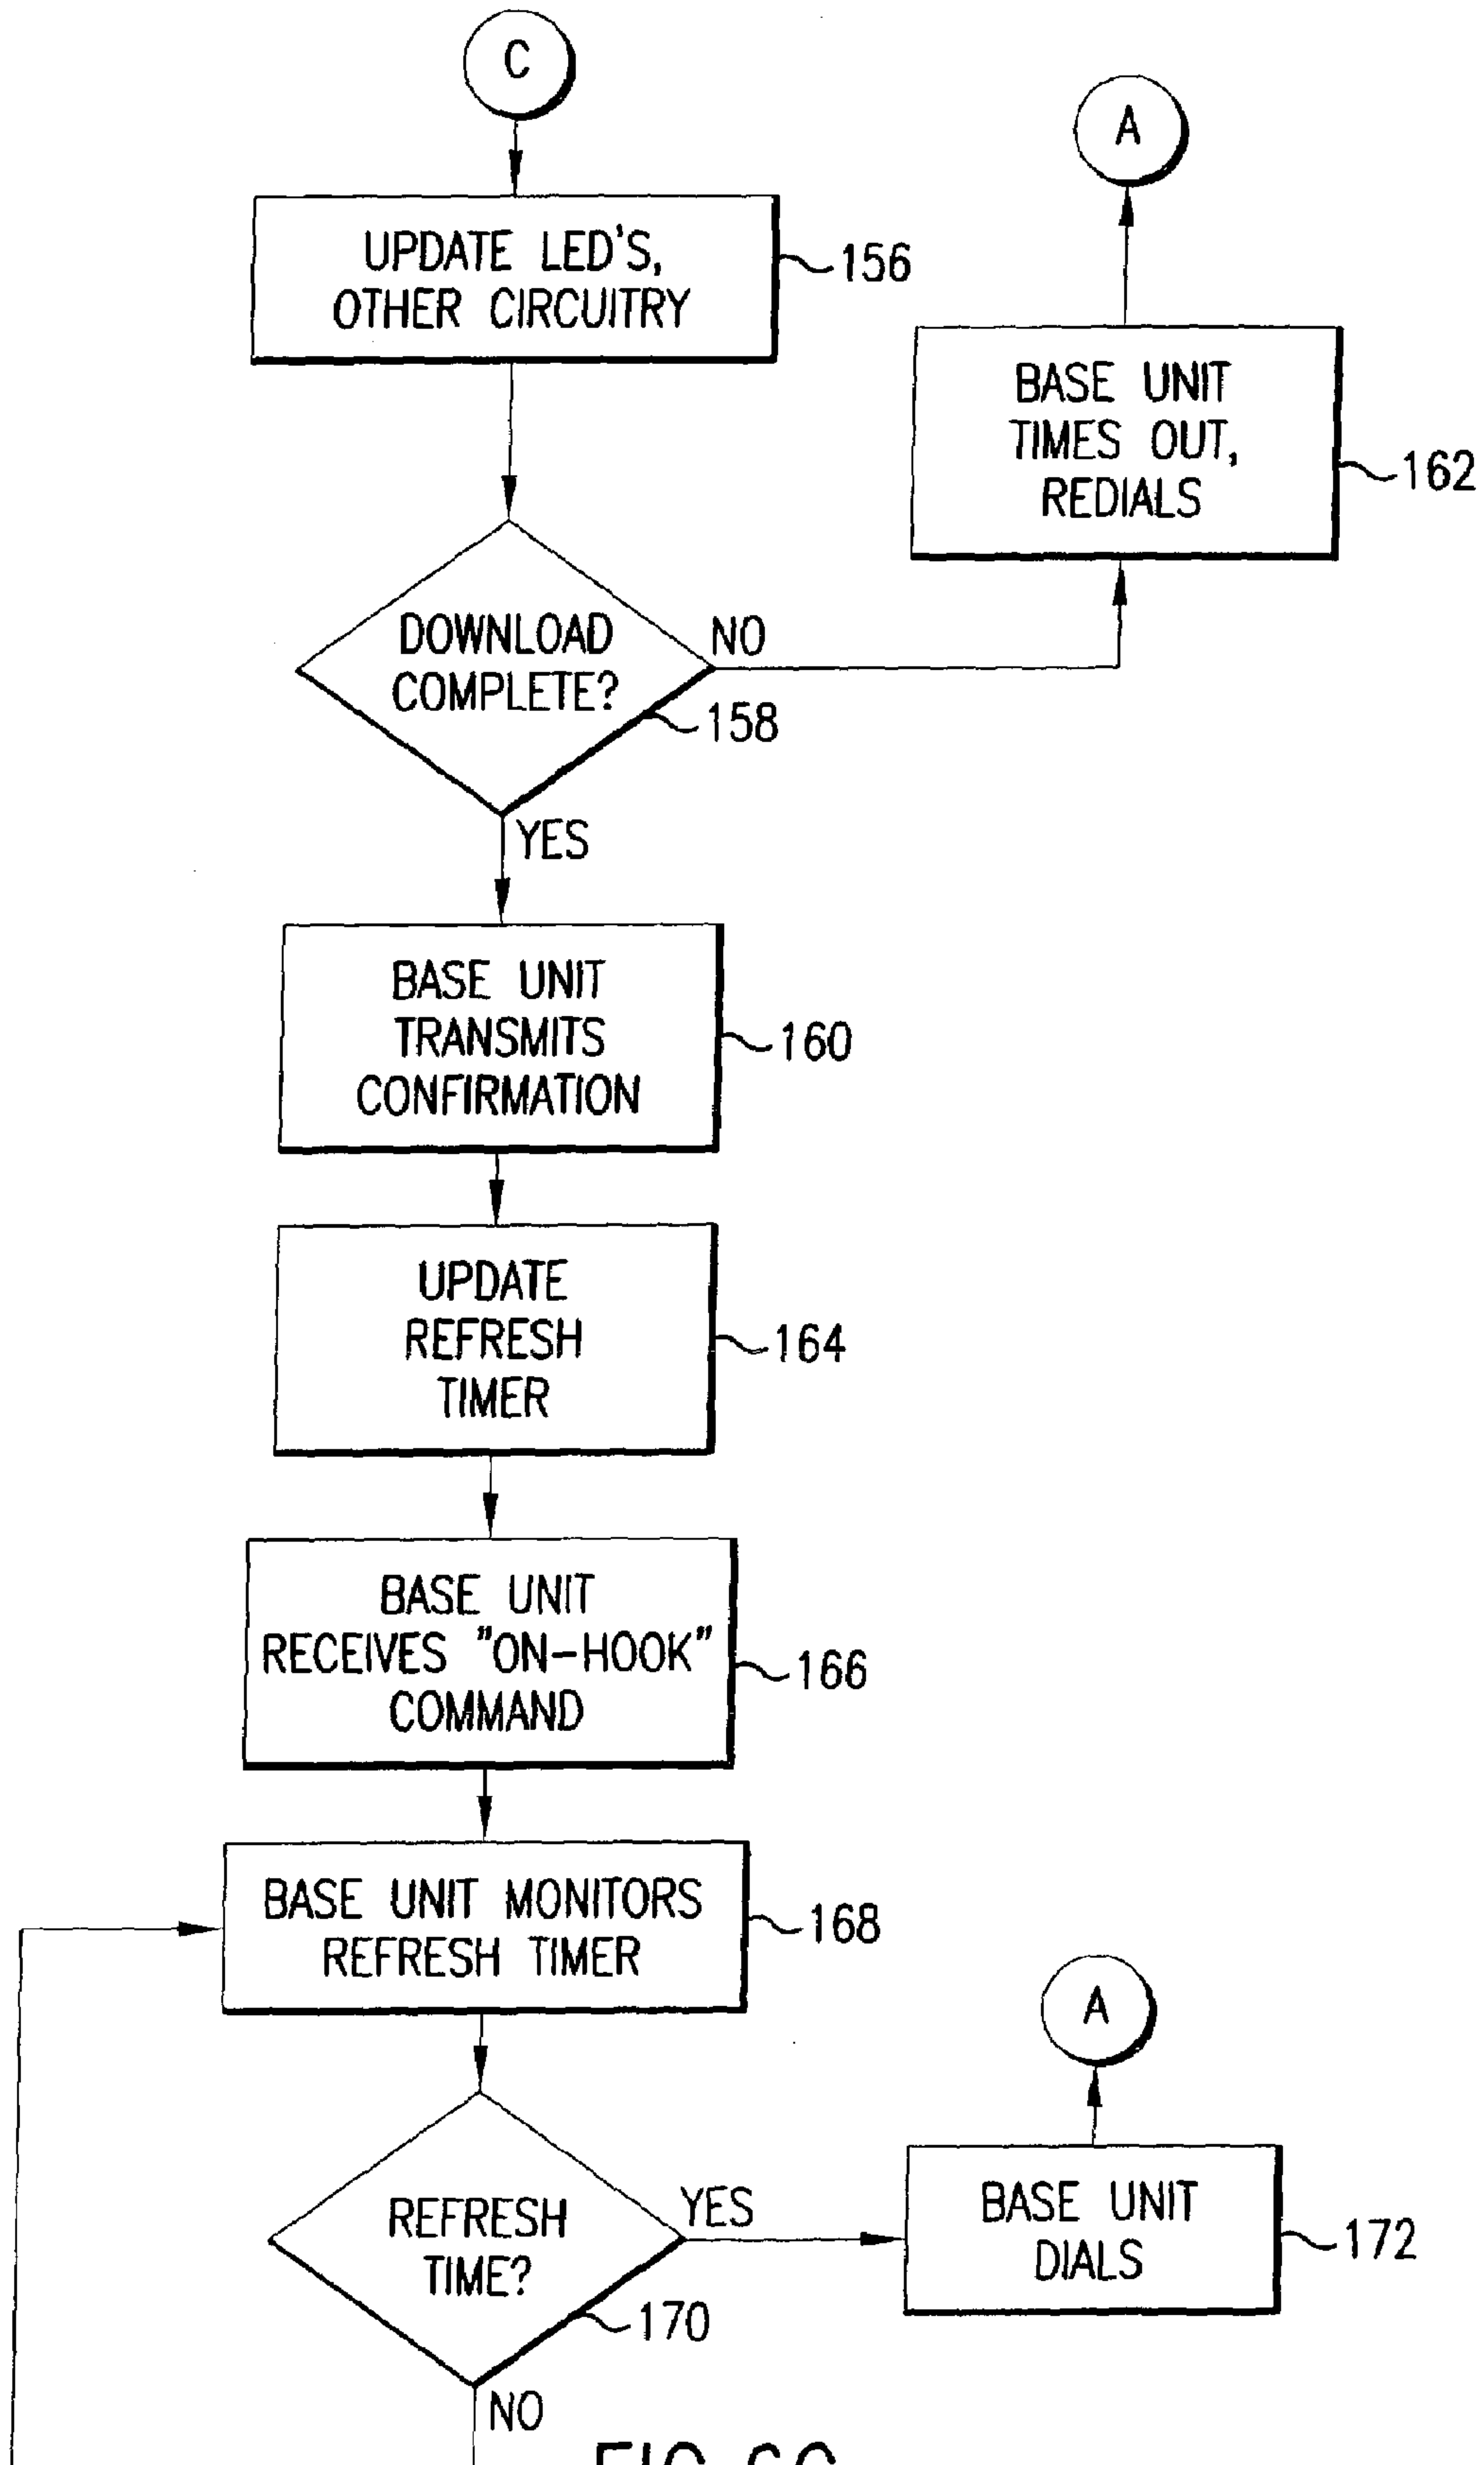 C
A
UPDATE LED'S,
OTHER CIRCUITRY
156
BASE UNIT
TIMES OUT,
REDIALS
162
DOWNLOAD
COMPLETE?
NO
158
YES
BASE UNIT
TRANSMITS
CONFIRMATION
160
UPDATE
REFRESH
TIMER
164
BASE UNIT
RECEIVES "ON-HOOK"
COMMAND
166
BASE UNIT MONITORS
REFRESH TIMER
168
A
REFRESH
TIME?
YES
170
BASE UNIT
DIALS
172
NO